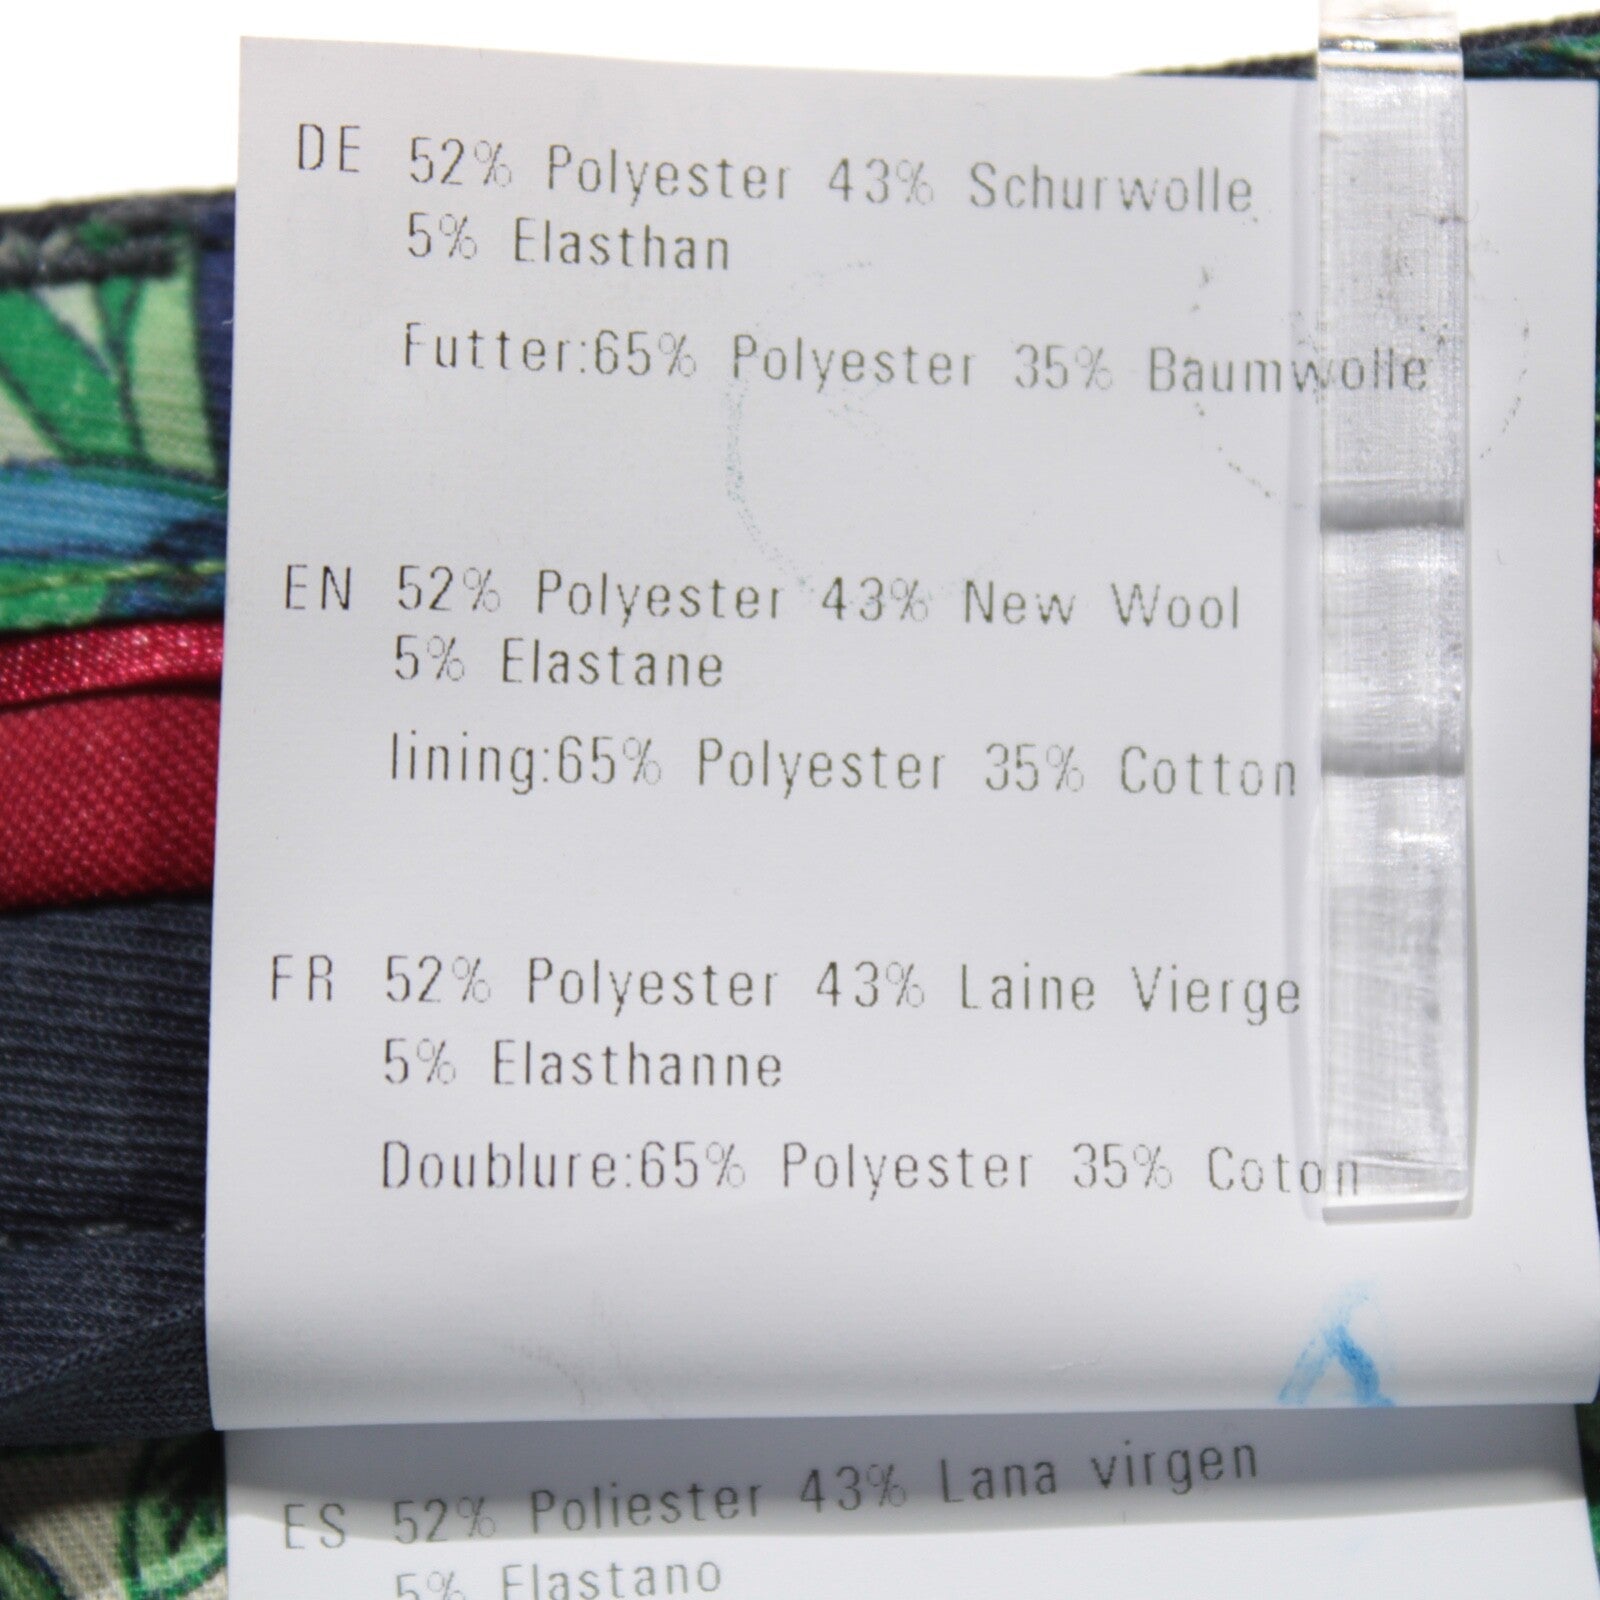 DE 52% Polyester 43% Schurwolle
5% Elasthan
Futter:65% Polyester 35% Baumwolle
EN 52% Polyester 43% New Wool
5% Elastane
lining:65% Polyester 35% Cotton
FR 52% Polyester 43% Laine Vierge
5% Elasthanne
Doublure:65% Polyester 35% Coton
ES 52% Poliester 43% Lana virgen
5% Elastano